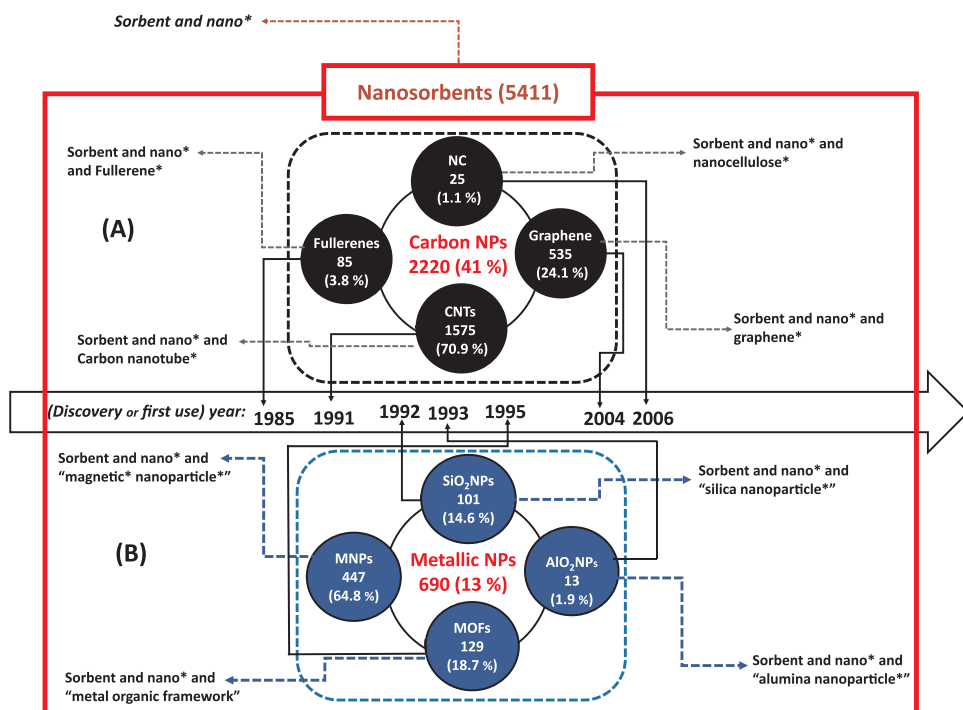 Sorbent and nano*
Nanosorbents (5411)
Sorbent and nano*
and Fullerene*
NC
25
(1.1 %)
Sorbent and nano* and
nanocellulose*
(A)
Fullerenes
85
(3.8 %)
Carbon NPs
2220 (41 %)
Graphene
535
(24.1 %)
CNTs
1575
(70.9 %)
Sorbent and nano* and
Carbon nanotube*
Sorbent and nano* and
graphene*
(Discovery or first use) year:
1985
1991
1992
1993
1995
2004
2006
Sorbent and nano* and
“magnetic* nanoparticle*”
SiO₂NPs
101
(14.6 %)
Sorbent and nano* and
“silica nanoparticle*”
(B)
MNPs
447
(64.8 %)
Metallic NPs
690 (13 %)
AlO₂NPs
13
(1.9 %)
MOFs
129
(18.7 %)
Sorbent and nano* and
“metal organic framework”
Sorbent and nano* and
“alumina nanoparticle*”